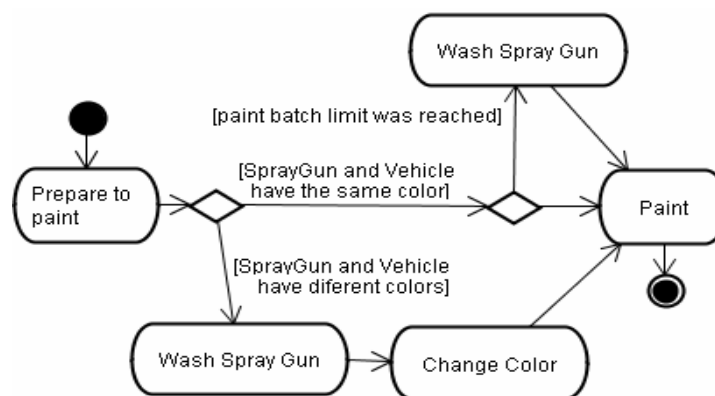 Wash Spray Gun
[paint batch limit was reached]
[SprayGun and Vehicle
have the same color]
Prepare to
paint
Paint
[SprayGun and Vehicle
have diferent colors]
Wash Spray Gun
Change Color